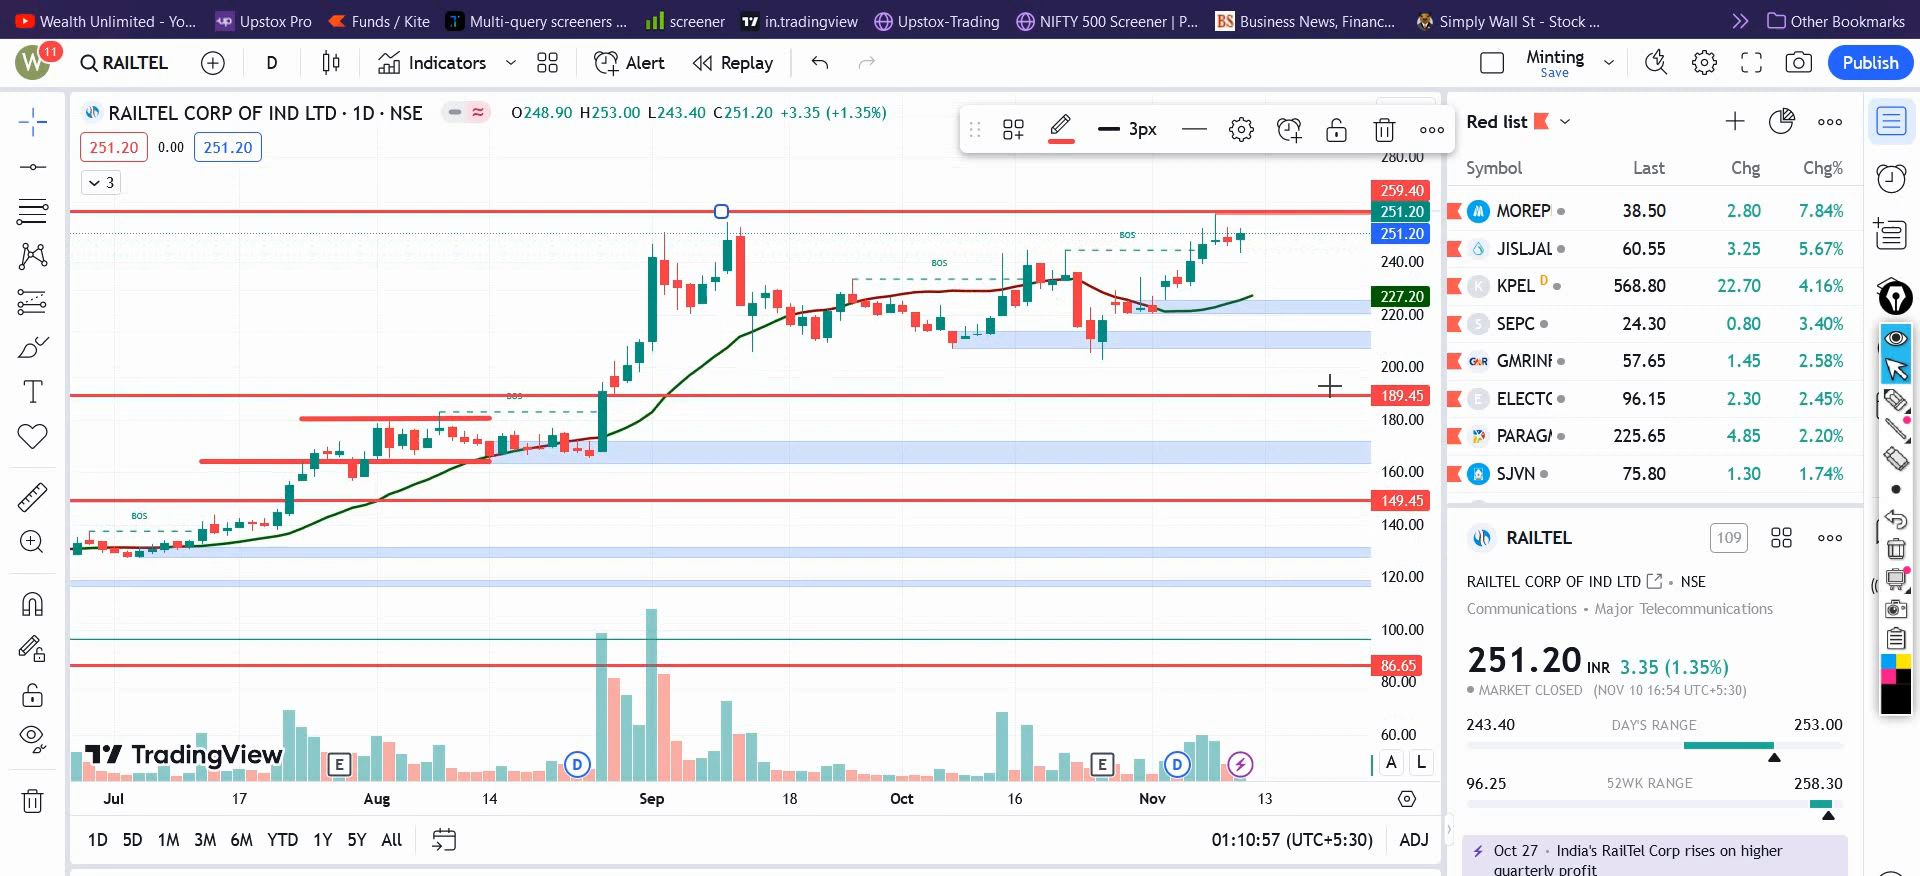 Wealth Unlimited - Yo...
Upstox Pro
Funds / Kite
Multi-query screeners ...
screener
in.tradingview
Upstox-Trading
NIFTY 500 Screener | P...
BS Business News, Financ...
Simply Wall St - Stock ...
Other Bookmarks
W 11
RAILTEL
D
Indicators
Alert
Replay
Minting
Save
Publish
RAILTEL CORP OF IND LTD · 1D · NSE
O248.90 H253.00 L243.40 C251.20 +3.35 (+1.35%)
251.20 0.00 251.20
3
3px
280.00
259.40
251.20
251.20
240.00
227.20
220.00
200.00
189.45
180.00
160.00
149.45
140.00
120.00
100.00
86.65
80.00
60.00
BOS
BOS
BOS
BOS
TradingView
E
D
E
D
A L
Jul 17 Aug 14 Sep 18 Oct 16 Nov 13
1D 5D 1M 3M 6M YTD 1Y 5Y All
01:10:57 (UTC+5:30)
ADJ
Red list
Symbol Last Chg Chg%
MOREP 38.50 2.80 7.84%
JISLJAL 60.55 3.25 5.67%
KPEL D 568.80 22.70 4.16%
SEPC 24.30 0.80 3.40%
GMRINF 57.65 1.45 2.58%
ELECTC 96.15 2.30 2.45%
PARAGM 225.65 4.85 2.20%
SJVN 75.80 1.30 1.74%
RAILTEL
109
RAILTEL CORP OF IND LTD · NSE
Communications · Major Telecommunications
251.20 INR 3.35 (1.35%)
MARKET CLOSED (NOV 10 16:54 UTC+5:30)
243.40 DAY'S RANGE 253.00
96.25 52WK RANGE 258.30
Oct 27 · India's RailTel Corp rises on higher
quarterly profit